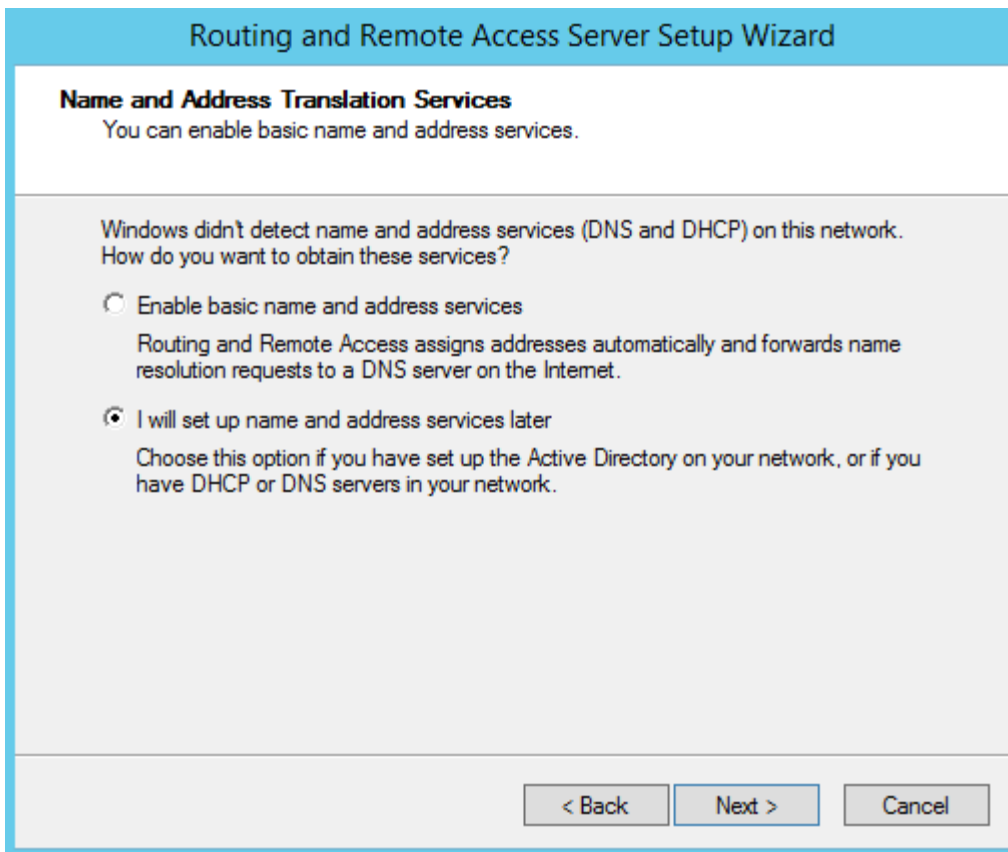 Routing and Remote Access Server Setup Wizard
Name and Address Translation Services
You can enable basic name and address services.
Windows didn't detect name and address services (DNS and DHCP) on this network.
How do you want to obtain these services?
Enable basic name and address services
Routing and Remote Access assigns addresses automatically and forwards name
resolution requests to a DNS server on the Internet.
I will set up name and address services later
Choose this option if you have set up the Active Directory on your network, or if you
have DHCP or DNS servers in your network.
< Back Next > Cancel